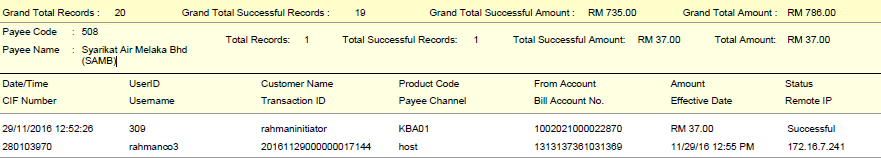 Grand Total Records : 20 Grand Total Successful Records : 19 Grand Total Successful Amount : RM 735.00 Grand Total Amount : RM 786.00
Payee Code : 508
Total Records: 1 Total Successful Records: 1 Total Successful Amount: RM 37.00 Total Amount: RM 37.00
Payee Name : Syarikat Air Melaka Bhd
(SAMB)
Date/Time UserID Customer Name Product Code From Account Amount Status
CIF Number Username Transaction ID Payee Channel Bill Account No. Effective Date Remote IP
29/11/2016 12:52:26 309 rahmaninitiator KBA01 1002021000022870 RM 37.00 Successful
280103970 rahmanco3 20161129000000017144 host 1313137361031369 11/29/16 12:55 PM 172.16.7.241